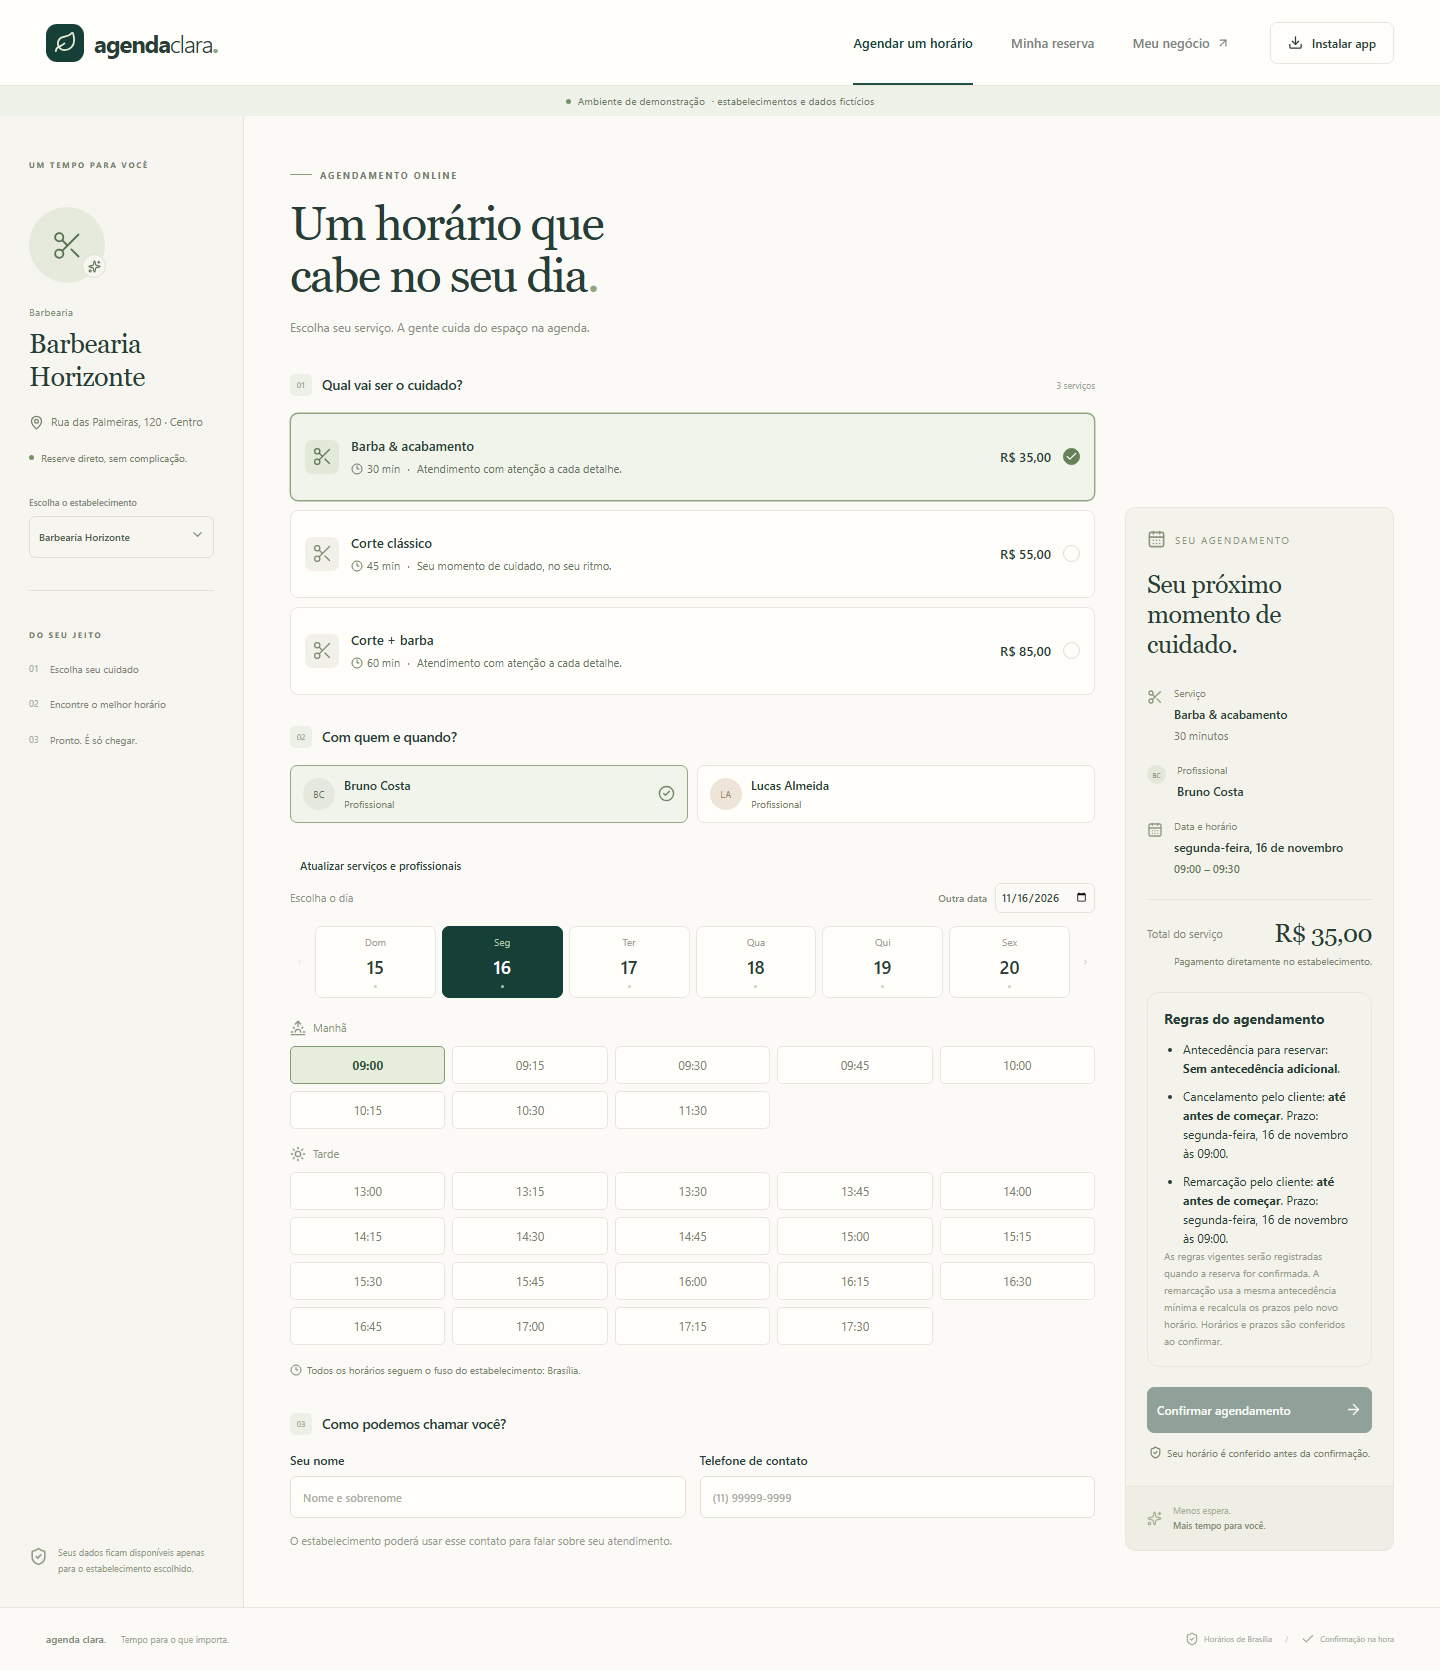 agendaclara.
Agendar um horário
Minha reserva
Meu negócio
Instalar app
Ambiente de demonstração · estabelecimentos e dados fictícios
UM TEMPO PARA VOCÊ
Barbearia
Barbearia
Horizonte
Rua das Palmeiras, 120 · Centro
Reserve direto, sem complicação.
Escolha o estabelecimento
Barbearia Horizonte
DO SEU JEITO
01 Escolha seu cuidado
02 Encontre o melhor horário
03 Pronto. É só chegar.
Seus dados ficam disponíveis apenas
para o estabelecimento escolhido.
AGENDAMENTO ONLINE
Um horário que
cabe no seu dia.
Escolha seu serviço. A gente cuida do espaço na agenda.
01 Qual vai ser o cuidado?
3 serviços
Barba & acabamento
30 min · Atendimento com atenção a cada detalhe.
R$ 35,00
Corte clássico
45 min · Seu momento de cuidado, no seu ritmo.
R$ 55,00
Corte + barba
60 min · Atendimento com atenção a cada detalhe.
R$ 85,00
02 Com quem e quando?
BC
Bruno Costa
Profissional
LA
Lucas Almeida
Profissional
Atualizar serviços e profissionais
Escolha o dia
Outra data 11/16/2026
Dom
15
Seg
16
Ter
17
Qua
18
Qui
19
Sex
20
Manhã
09:00 09:15 09:30 09:45 10:00
10:15 10:30 11:30
Tarde
13:00 13:15 13:30 13:45 14:00
14:15 14:30 14:45 15:00 15:15
15:30 15:45 16:00 16:15 16:30
16:45 17:00 17:15 17:30
Todos os horários seguem o fuso do estabelecimento: Brasília.
03 Como podemos chamar você?
Seu nome
Nome e sobrenome
Telefone de contato
(11) 99999-9999
O estabelecimento poderá usar esse contato para falar sobre seu atendimento.
SEU AGENDAMENTO
Seu próximo
momento de
cuidado.
Serviço
Barba & acabamento
30 minutos
BC
Profissional
Bruno Costa
Data e horário
segunda-feira, 16 de novembro
09:00 – 09:30
Total do serviço R$ 35,00
Pagamento diretamente no estabelecimento.
Regras do agendamento
• Antecedência para reservar:
Sem antecedência adicional.
• Cancelamento pelo cliente: até
antes de começar. Prazo:
segunda-feira, 16 de novembro
às 09:00.
• Remarcação pelo cliente: até
antes de começar. Prazo:
segunda-feira, 16 de novembro
às 09:00.
As regras vigentes serão registradas
quando a reserva for confirmada. A
remarcação usa a mesma antecedência
mínima e recalcula os prazos pelo novo
horário. Horários e prazos são conferidos
ao confirmar.
Confirmar agendamento
Seu horário é conferido antes da confirmação.
Menos espera.
Mais tempo para você.
agenda clara. Tempo para o que importa.
Horários de Brasília / Confirmação na hora